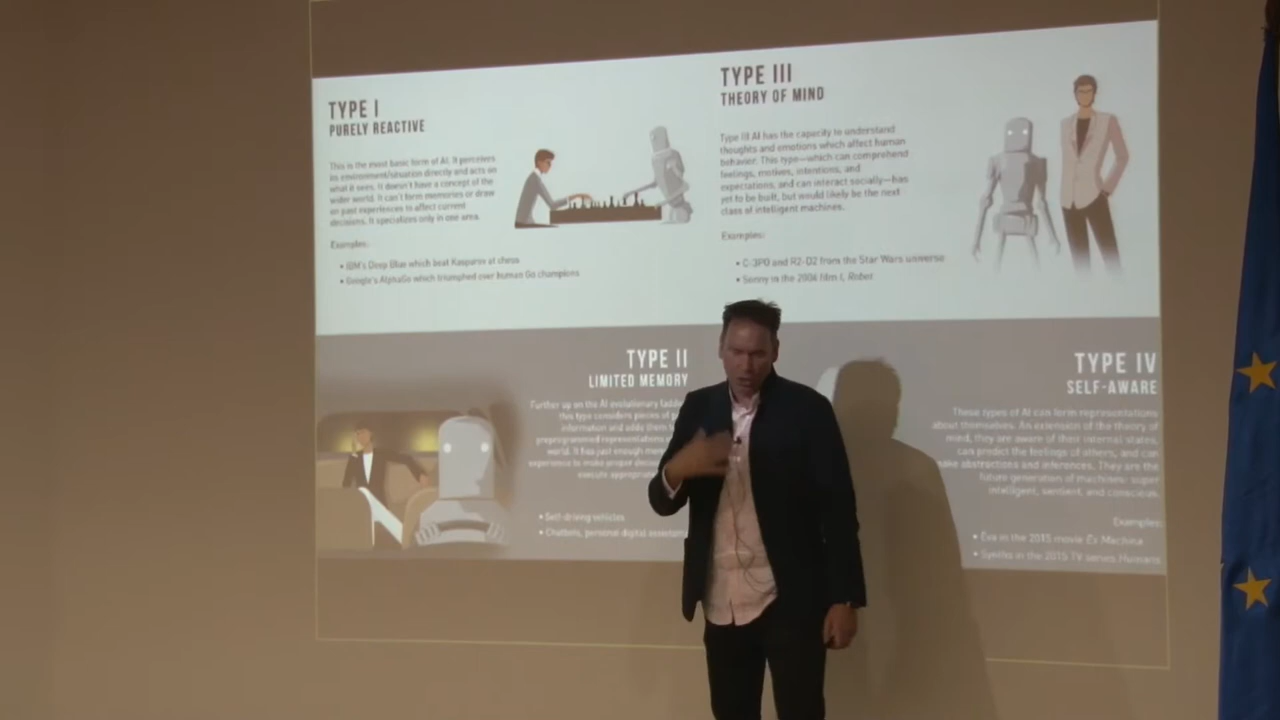 TYPE I
PURELY REACTIVE
This is the most basic form of AI. It perceives
its environment/situation directly and acts on
what it sees. It doesn't have a concept of the
wider world. It can't form memories or draw
on past experiences to affect current
decisions. It specializes only in one area.
Examples:
• IBM's Deep Blue which beat Kasparov at chess
• Google's AlphaGo which triumphed over human Go champions
TYPE III
THEORY OF MIND
Type III AI has the capacity to understand
thoughts and emotions which affect human
behavior. This type—which can comprehend
feelings, motives, intentions, and
expectations, and can interact socially—has
yet to be built, but would likely be the next
class of intelligent machines.
Examples:
• C-3PO and R2-D2 from the Star Wars universe
• Sonny in the 2004 film I, Robot
TYPE II
LIMITED MEMORY
Further up on the AI evolutionary ladde
this type considers pieces of p
information and adds them t
preprogrammed representations o
world. It has just enough mem
experience to make proper decis
execute appropria
• Self-driving vehicles
• Chatbots, personal digital assistants
TYPE IV
SELF-AWARE
These types of AI can form representations
about themselves. An extension of the theory of
mind, they are aware of their internal states,
can predict the feelings of others, and can
make abstractions and inferences. They are the
future generation of machines: super
intelligent, sentient, and conscious.
Examples:
• Eva in the 2015 movie Ex Machina
• Synths in the 2015 TV series Humans